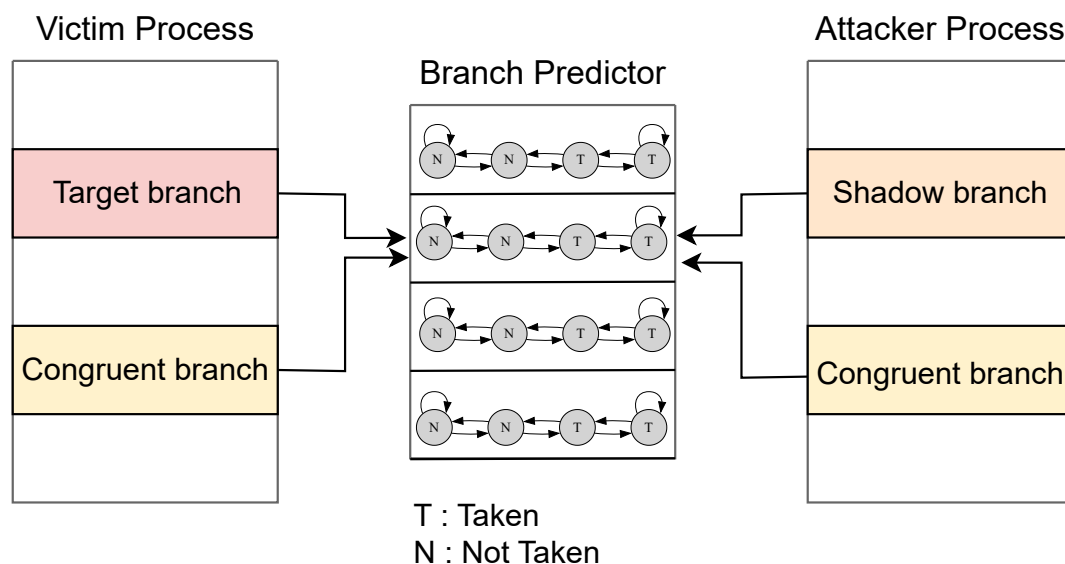 Victim Process
Attacker Process
Branch Predictor
N N T T
Target branch
Shadow branch
N N T T
N N T T
Congruent branch
Congruent branch
N N T T
T : Taken
N : Not Taken